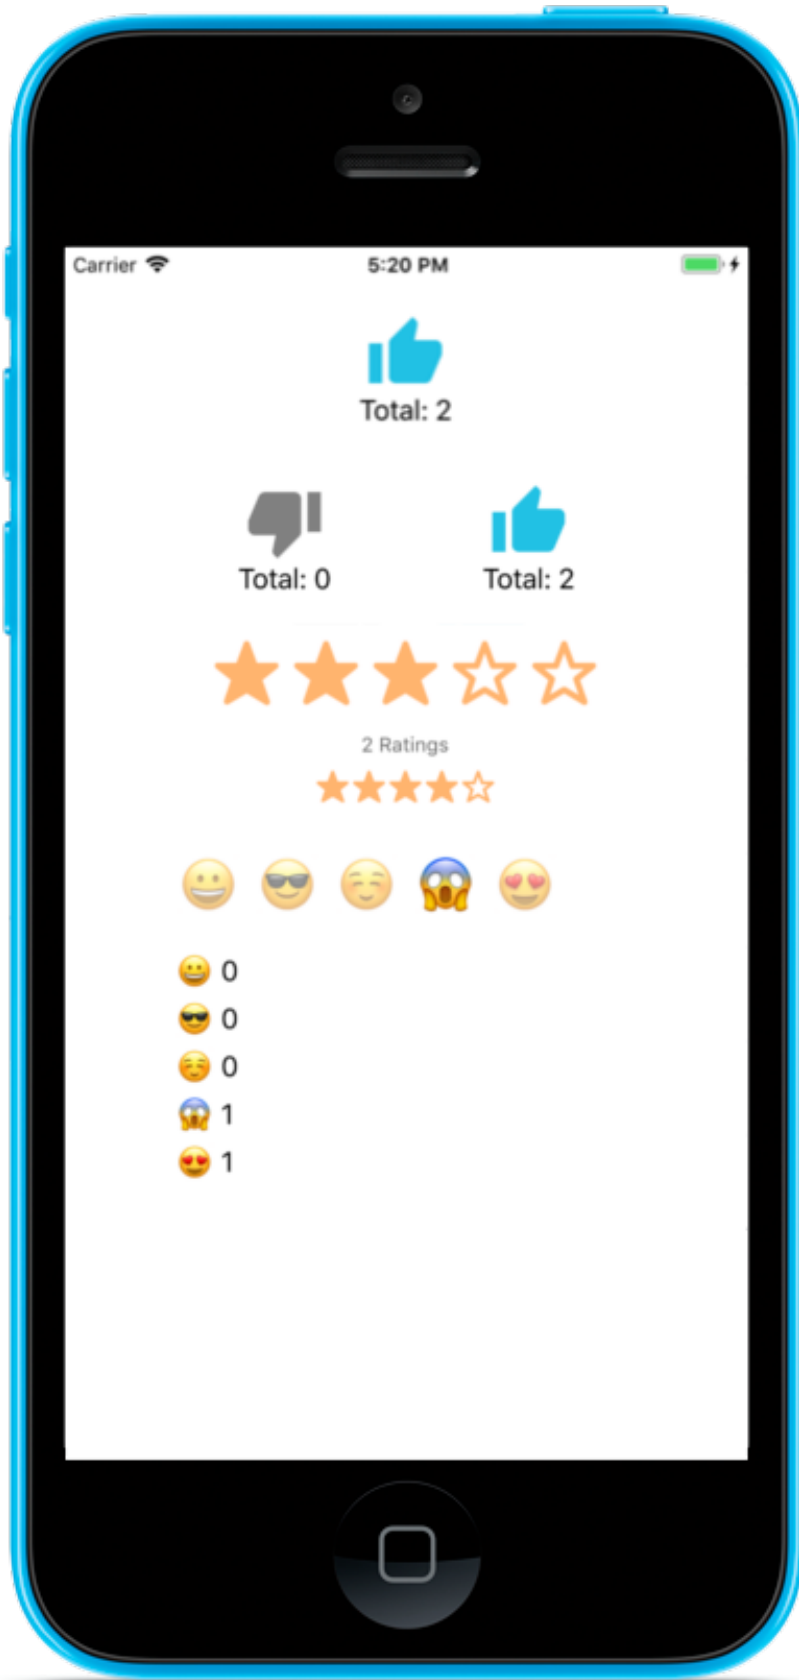 Carrier 5:20 PM
Total: 2
Total: 0 Total: 2
2 Ratings
😀 0
😎 0
☺️ 0
😱 1
😍 1